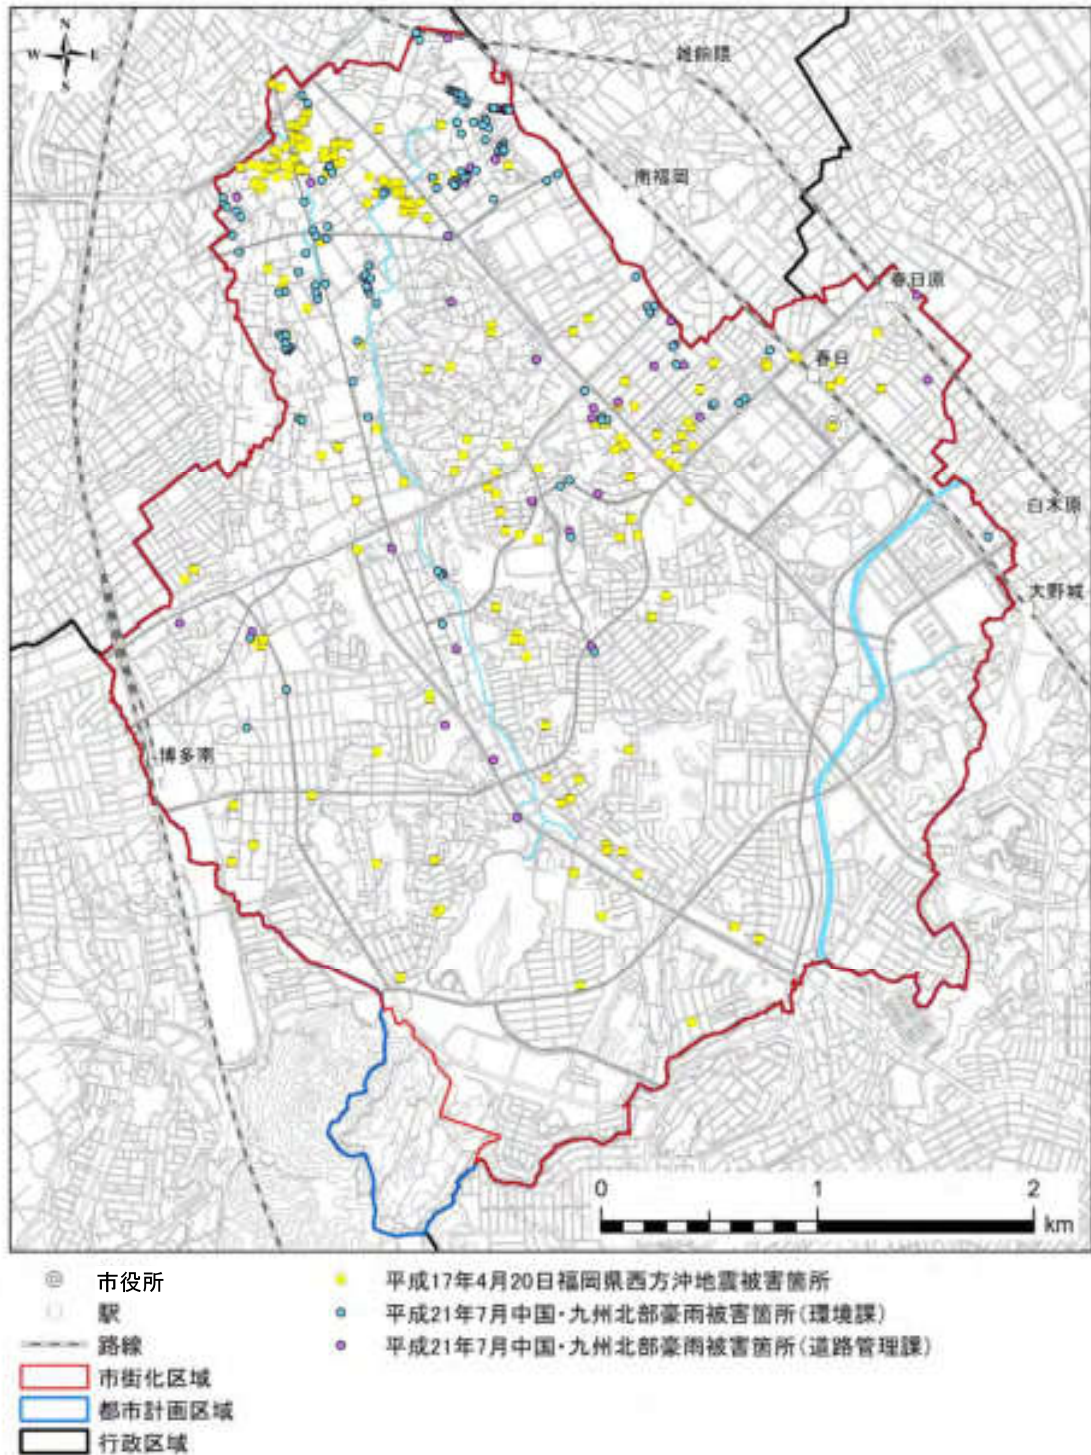 N
W E
S
雑餉隈
南福岡
春日原
春日
白木原
大野城
博多南
0 1 2
km
市役所
駅
路線
市街化区域
都市計画区域
行政区域
平成17年4月20日福岡県西方沖地震被害箇所
平成21年7月中国・九州北部豪雨被害箇所(環境課)
平成21年7月中国・九州北部豪雨被害箇所(道路管理課)